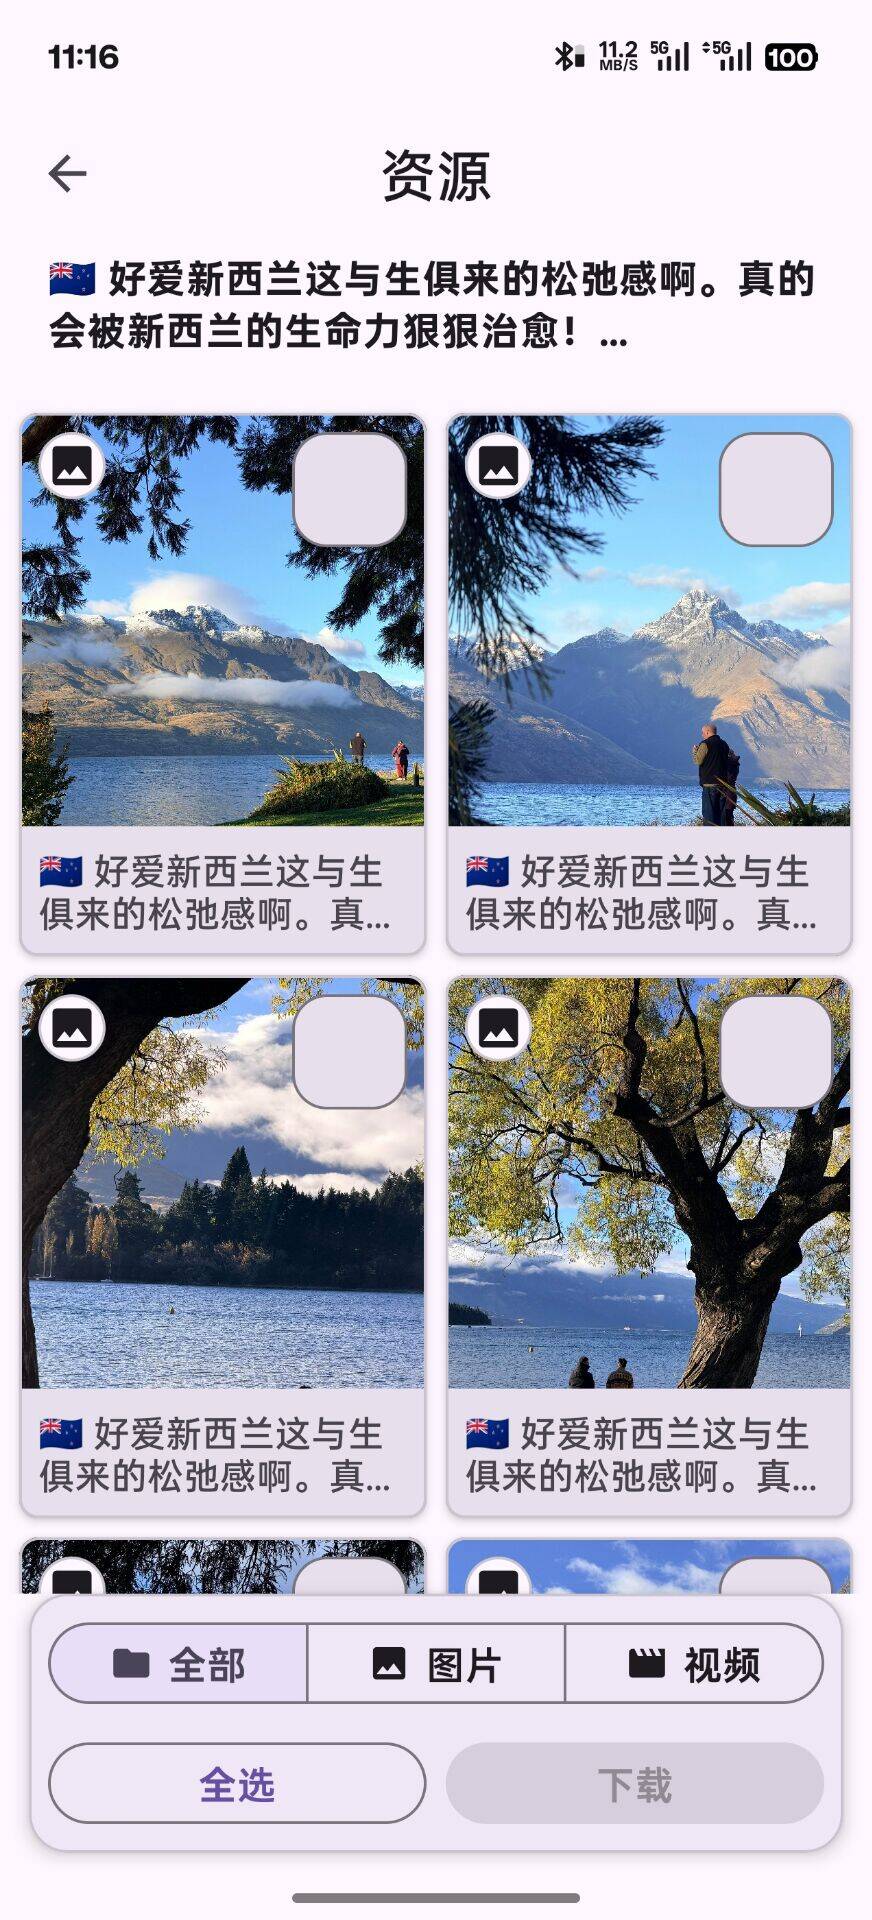 11:16 11.2 MB/S 5G 5G 100
资源
🇳🇿 好爱新西兰这与生俱来的松弛感啊。真的
会被新西兰的生命力狠狠治愈！...
🇳🇿 好爱新西兰这与生
俱来的松弛感啊。真...
🇳🇿 好爱新西兰这与生
俱来的松弛感啊。真...
🇳🇿 好爱新西兰这与生
俱来的松弛感啊。真...
🇳🇿 好爱新西兰这与生
俱来的松弛感啊。真...
全部 图片 视频
全选 下载